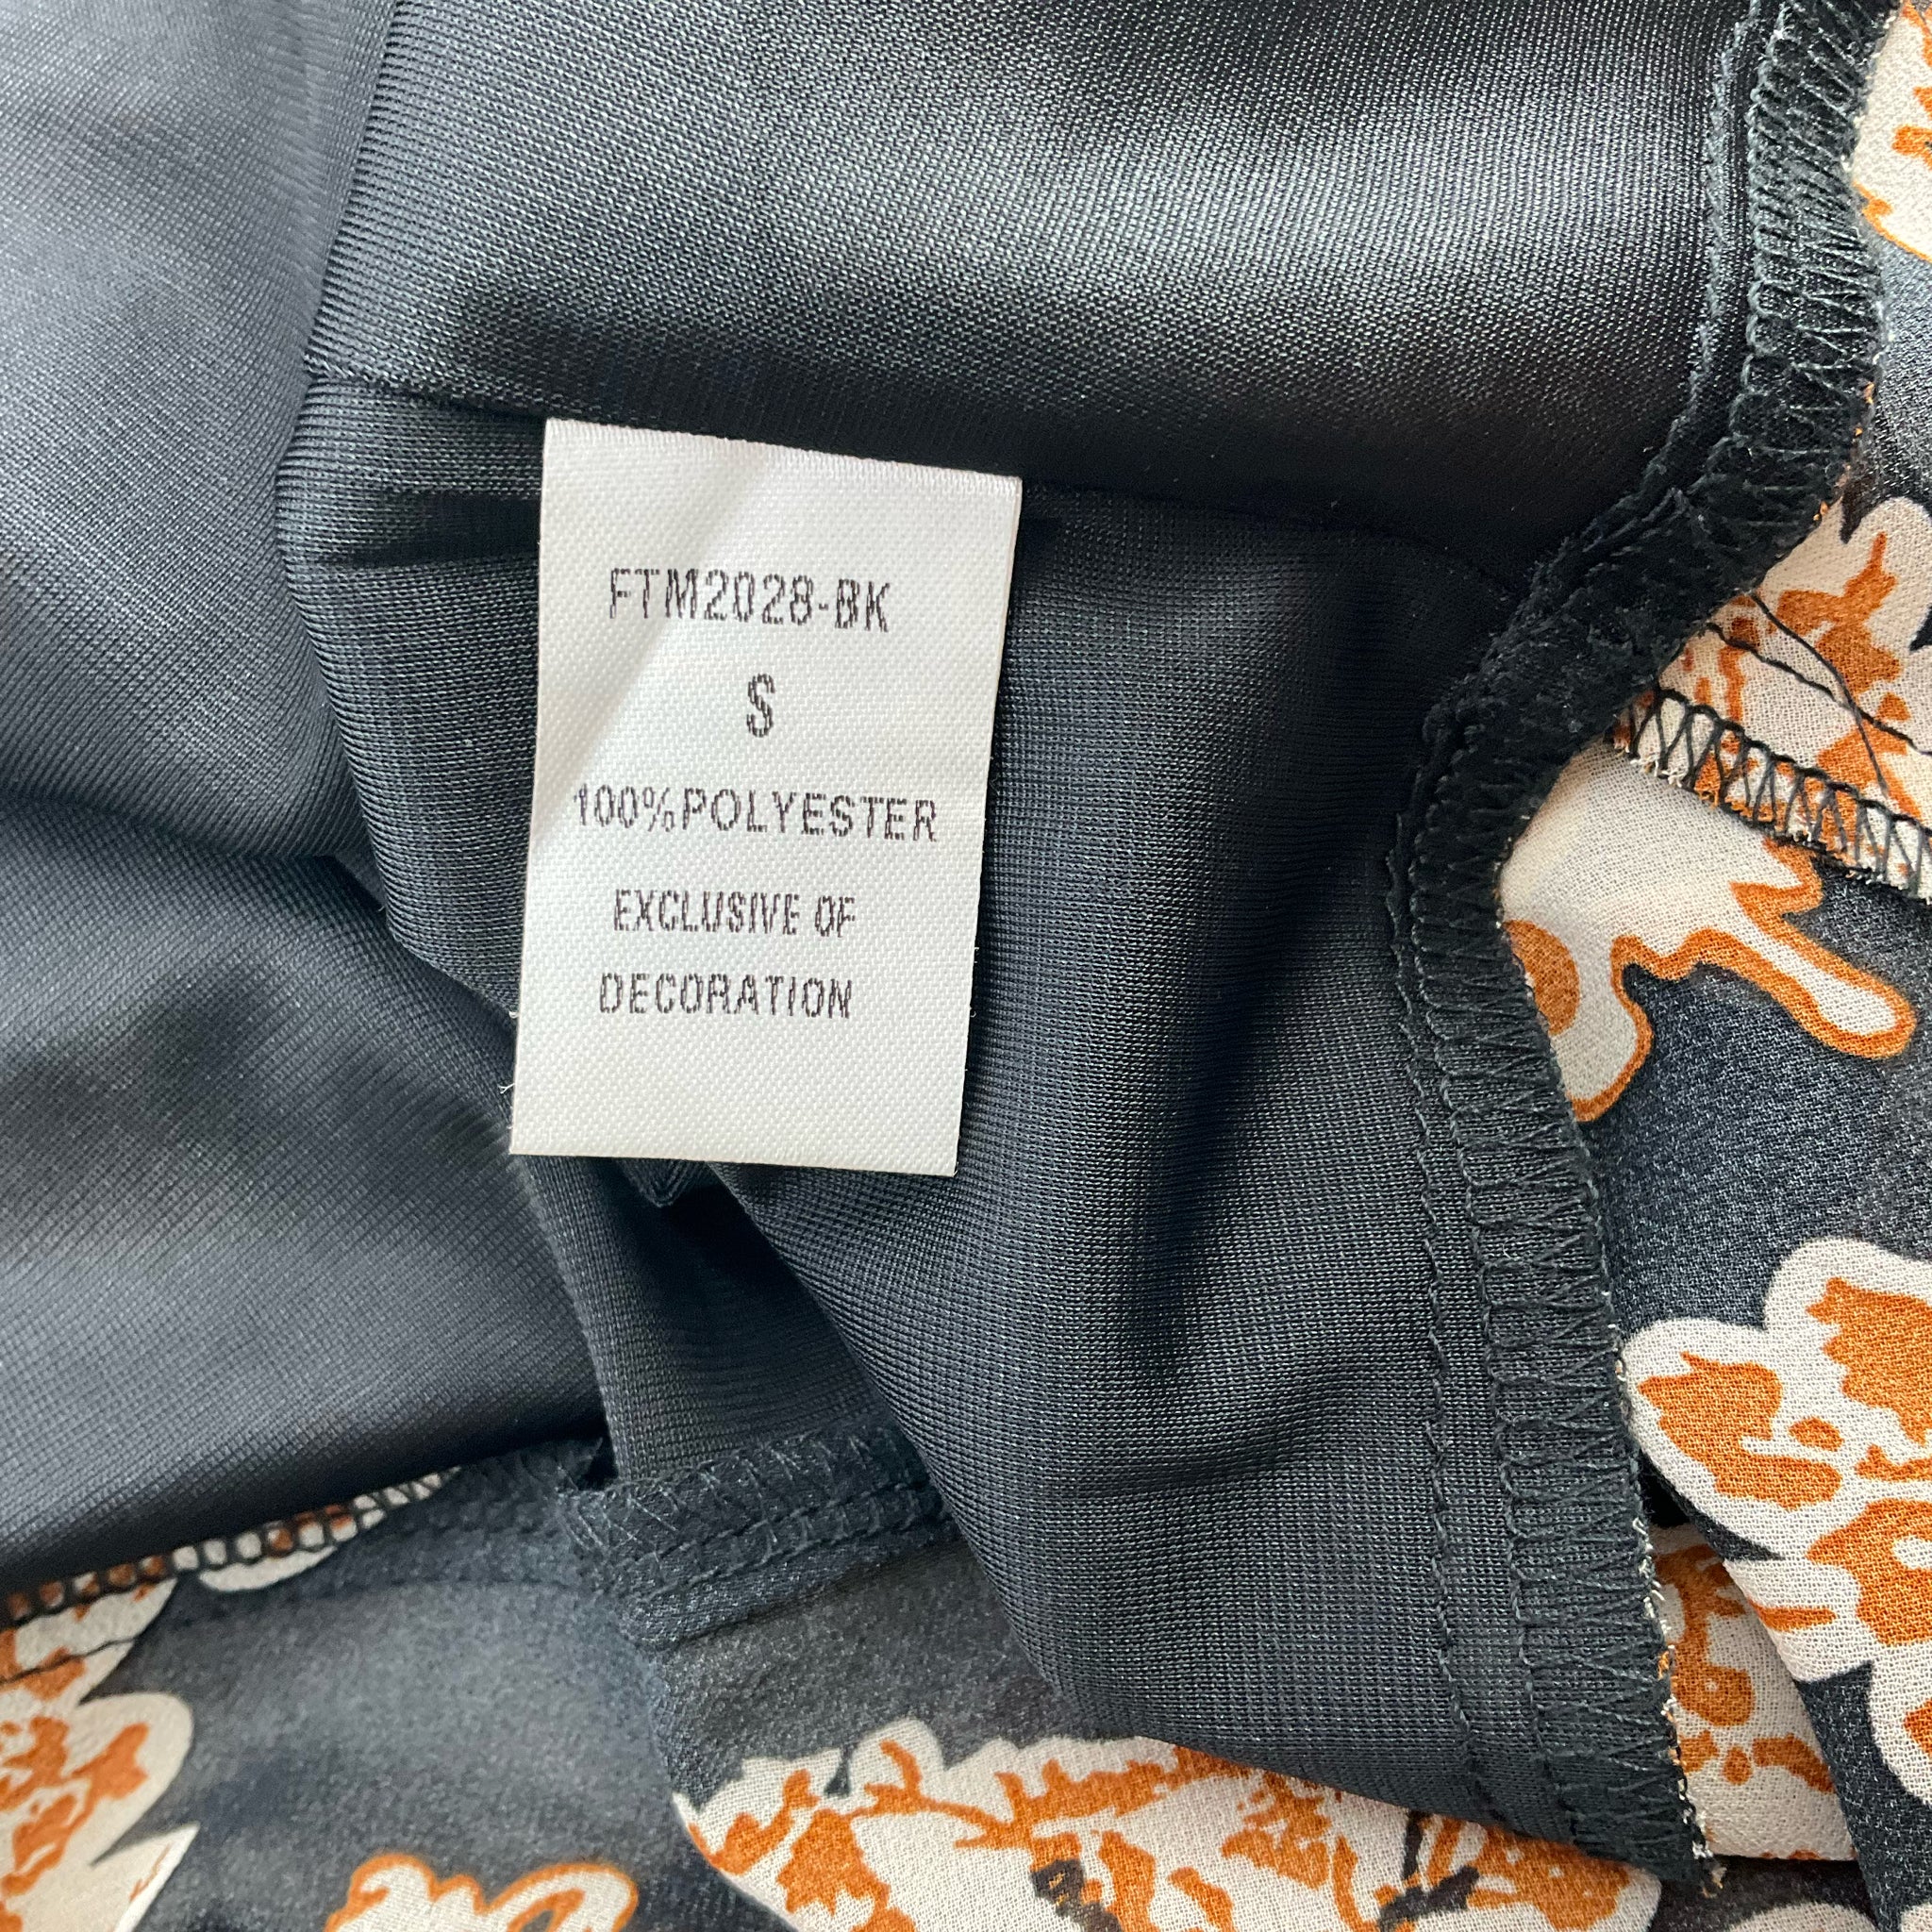 FTM2028-BK
S
100%POLYESTER
EXCLUSIVE OF
DECORATION